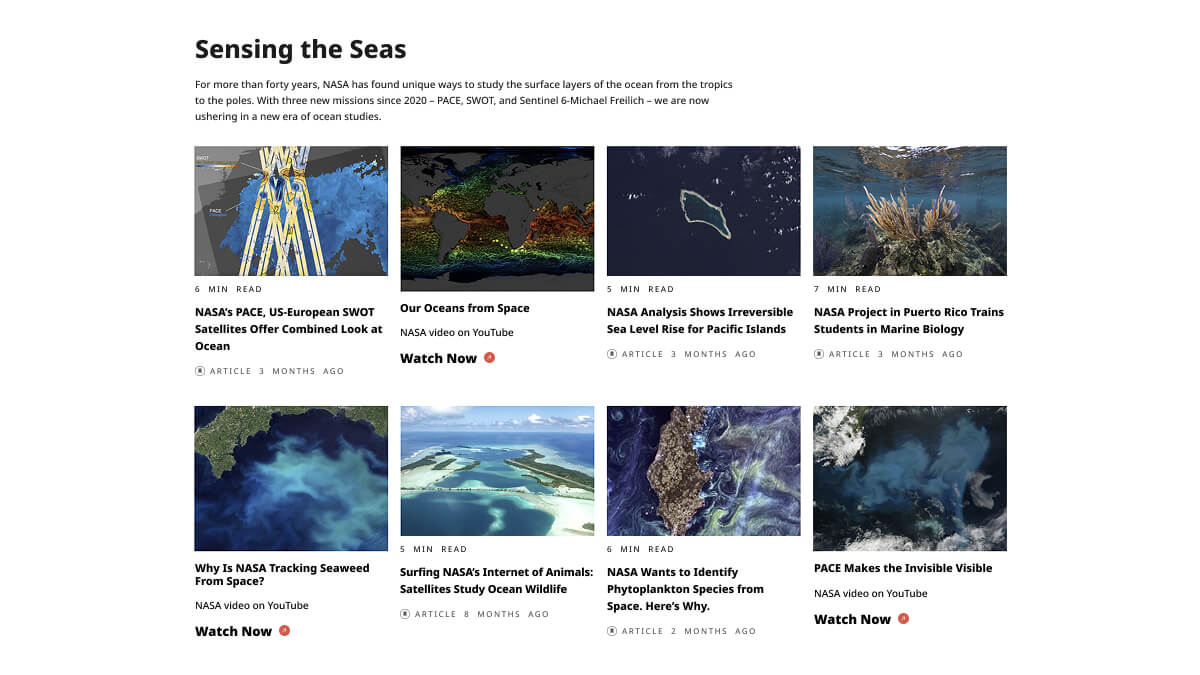 Sensing the Seas
For more than forty years, NASA has found unique ways to study the surface layers of the ocean from the tropics
to the poles. With three new missions since 2020 – PACE, SWOT, and Sentinel 6-Michael Freilich – we are now
ushering in a new era of ocean studies.
SWOT
PACE
6 MIN READ
NASA’s PACE, US-European SWOT
Satellites Offer Combined Look at
Ocean
ARTICLE 3 MONTHS AGO
Our Oceans from Space
NASA video on YouTube
Watch Now
5 MIN READ
NASA Analysis Shows Irreversible
Sea Level Rise for Pacific Islands
ARTICLE 3 MONTHS AGO
7 MIN READ
NASA Project in Puerto Rico Trains
Students in Marine Biology
ARTICLE 3 MONTHS AGO
Why Is NASA Tracking Seaweed
From Space?
NASA video on YouTube
Watch Now
5 MIN READ
Surfing NASA’s Internet of Animals:
Satellites Study Ocean Wildlife
ARTICLE 8 MONTHS AGO
6 MIN READ
NASA Wants to Identify
Phytoplankton Species from
Space. Here’s Why.
ARTICLE 2 MONTHS AGO
PACE Makes the Invisible Visible
NASA video on YouTube
Watch Now